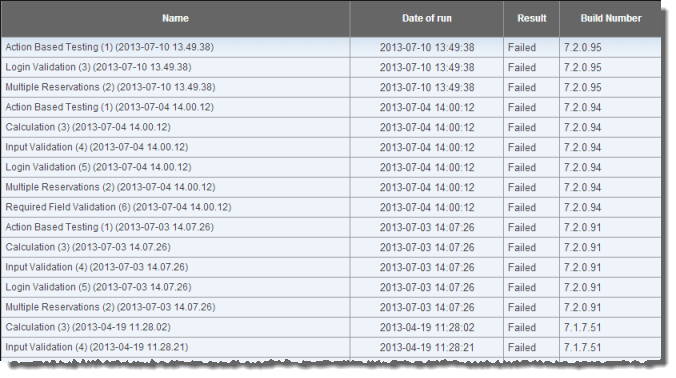 Name Date of run Result Build Number
Action Based Testing (1) (2013-07-10 13.49.38) 2013-07-10 13:49:38 Failed 7.2.0.95
Login Validation (3) (2013-07-10 13.49.38) 2013-07-10 13:49:38 Failed 7.2.0.95
Multiple Reservations (2) (2013-07-10 13.49.38) 2013-07-10 13:49:38 Failed 7.2.0.95
Action Based Testing (1) (2013-07-04 14.00.12) 2013-07-04 14:00:12 Failed 7.2.0.94
Calculation (3) (2013-07-04 14.00.12) 2013-07-04 14:00:12 Failed 7.2.0.94
Input Validation (4) (2013-07-04 14.00.12) 2013-07-04 14:00:12 Failed 7.2.0.94
Login Validation (5) (2013-07-04 14.00.12) 2013-07-04 14:00:12 Failed 7.2.0.94
Multiple Reservations (2) (2013-07-04 14.00.12) 2013-07-04 14:00:12 Failed 7.2.0.94
Required Field Validation (6) (2013-07-04 14.00.12) 2013-07-04 14:00:12 Failed 7.2.0.94
Action Based Testing (1) (2013-07-03 14.07.26) 2013-07-03 14:07:26 Failed 7.2.0.91
Calculation (3) (2013-07-03 14.07.26) 2013-07-03 14:07:26 Failed 7.2.0.91
Input Validation (4) (2013-07-03 14.07.26) 2013-07-03 14:07:26 Failed 7.2.0.91
Login Validation (5) (2013-07-03 14.07.26) 2013-07-03 14:07:26 Failed 7.2.0.91
Multiple Reservations (2) (2013-07-03 14.07.26) 2013-07-03 14:07:26 Failed 7.2.0.91
Calculation (3) (2013-04-19 11.28.02) 2013-04-19 11:28:02 Failed 7.1.7.51
Input Validation (4) (2013-04-19 11.28.21) 2013-04-19 11:28:21 Failed 7.1.7.51